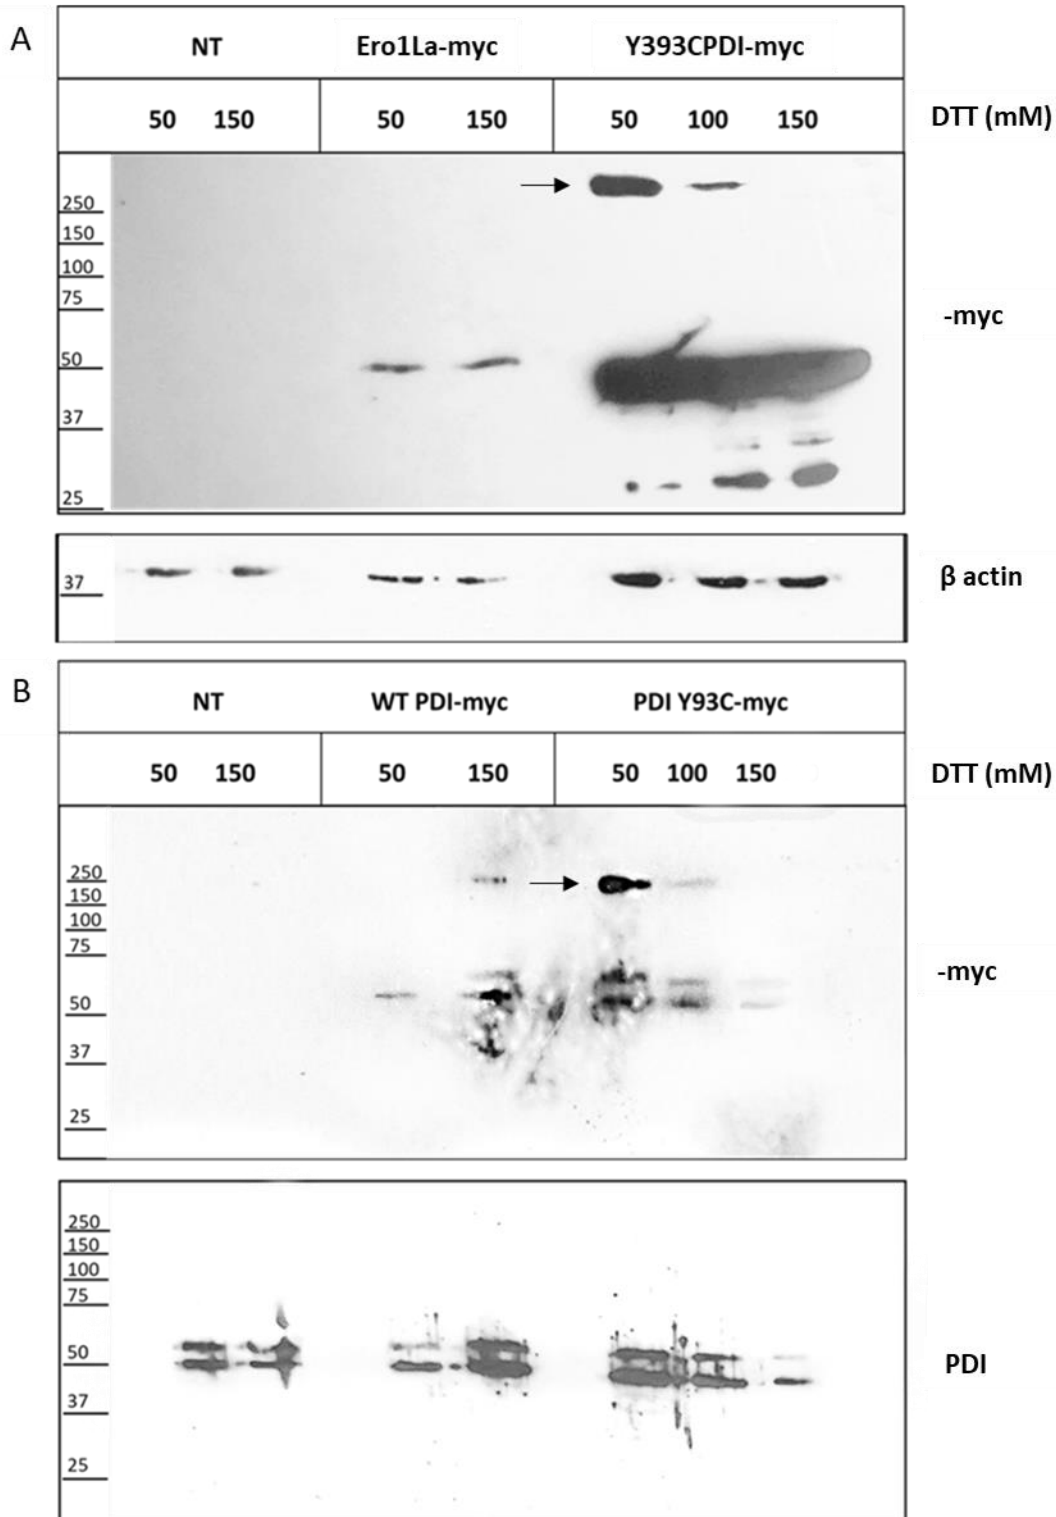 A
NT Ero1La-myc Y393CPDI-myc
50 150 50 150 50 100 150 DTT (mM)
250
150
100
75
-myc
50
37
25
37 β actin
B
NT WT PDI-myc PDI Y93C-myc
50 150 50 150 50 100 150 DTT (mM)
250
150
100
75
-myc
50
37
25
250
150
100
75
50 PDI
37
25